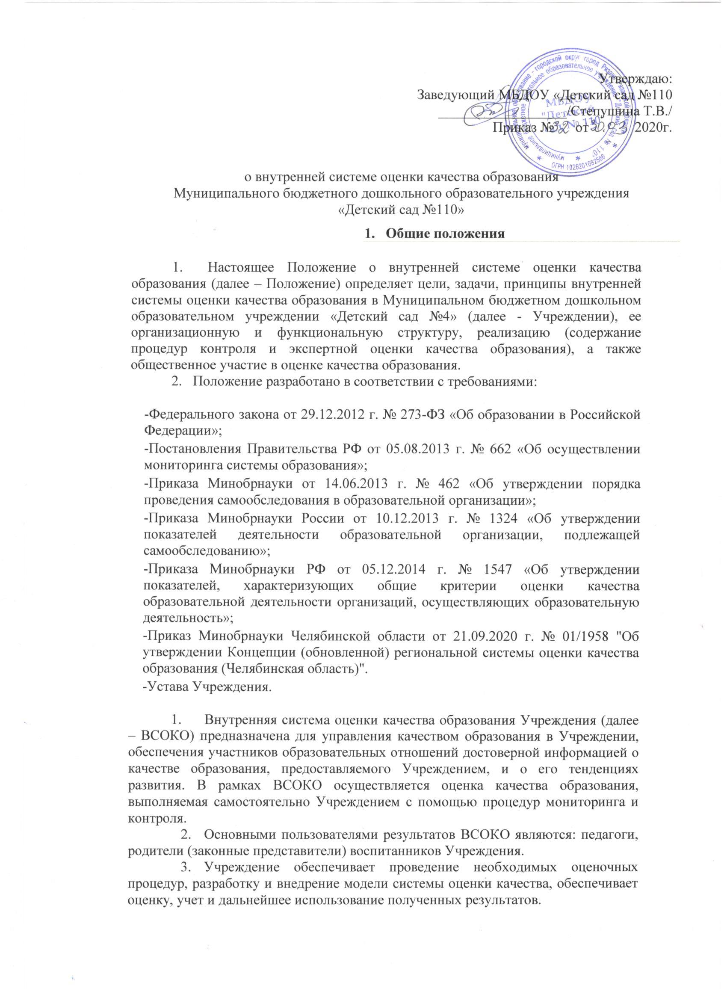 Утверждаю:
Заведующий МБДОУ «Детский сад №110
/Степушина Т.В./
Приказ №32 от 30.03 2020г.
муниципальное образование - городской округ город Рязань Рязанской области
муниципальное бюджетное дошкольное образовательное учреждение "Детский сад № 110"
ОГРН 1026201082566
МБДОУ
"Детский
сад № 110"
о внутренней системе оценки качества образования
Муниципального бюджетного дошкольного образовательного учреждения
«Детский сад №110»
1. Общие положения
1. Настоящее Положение о внутренней системе оценки качества
образования (далее – Положение) определяет цели, задачи, принципы внутренней
системы оценки качества образования в Муниципальном бюджетном дошкольном
образовательном учреждении «Детский сад №4» (далее - Учреждении), ее
организационную и функциональную структуру, реализацию (содержание
процедур контроля и экспертной оценки качества образования), а также
общественное участие в оценке качества образования.
2. Положение разработано в соответствии с требованиями:
-Федерального закона от 29.12.2012 г. № 273-ФЗ «Об образовании в Российской
Федерации»;
-Постановления Правительства РФ от 05.08.2013 г. № 662 «Об осуществлении
мониторинга системы образования»;
-Приказа Минобрнауки от 14.06.2013 г. № 462 «Об утверждении порядка
проведения самообследования в образовательной организации»;
-Приказа Минобрнауки России от 10.12.2013 г. № 1324 «Об утверждении
показателей деятельности образовательной организации, подлежащей
самообследованию»;
-Приказа Минобрнауки РФ от 05.12.2014 г. № 1547 «Об утверждении
показателей, характеризующих общие критерии оценки качества
образовательной деятельности организаций, осуществляющих образовательную
деятельность»;
-Приказ Минобрнауки Челябинской области от 21.09.2020 г. № 01/1958 "Об
утверждении Концепции (обновленной) региональной системы оценки качества
образования (Челябинская область)".
-Устава Учреждения.
1. Внутренняя система оценки качества образования Учреждения (далее
– ВСОКО) предназначена для управления качеством образования в Учреждении,
обеспечения участников образовательных отношений достоверной информацией о
качестве образования, предоставляемого Учреждением, и о его тенденциях
развития. В рамках ВСОКО осуществляется оценка качества образования,
выполняемая самостоятельно Учреждением с помощью процедур мониторинга и
контроля.
2. Основными пользователями результатов ВСОКО являются: педагоги,
родители (законные представители) воспитанников Учреждения.
3. Учреждение обеспечивает проведение необходимых оценочных
процедур, разработку и внедрение модели системы оценки качества, обеспечивает
оценку, учет и дальнейшее использование полученных результатов.